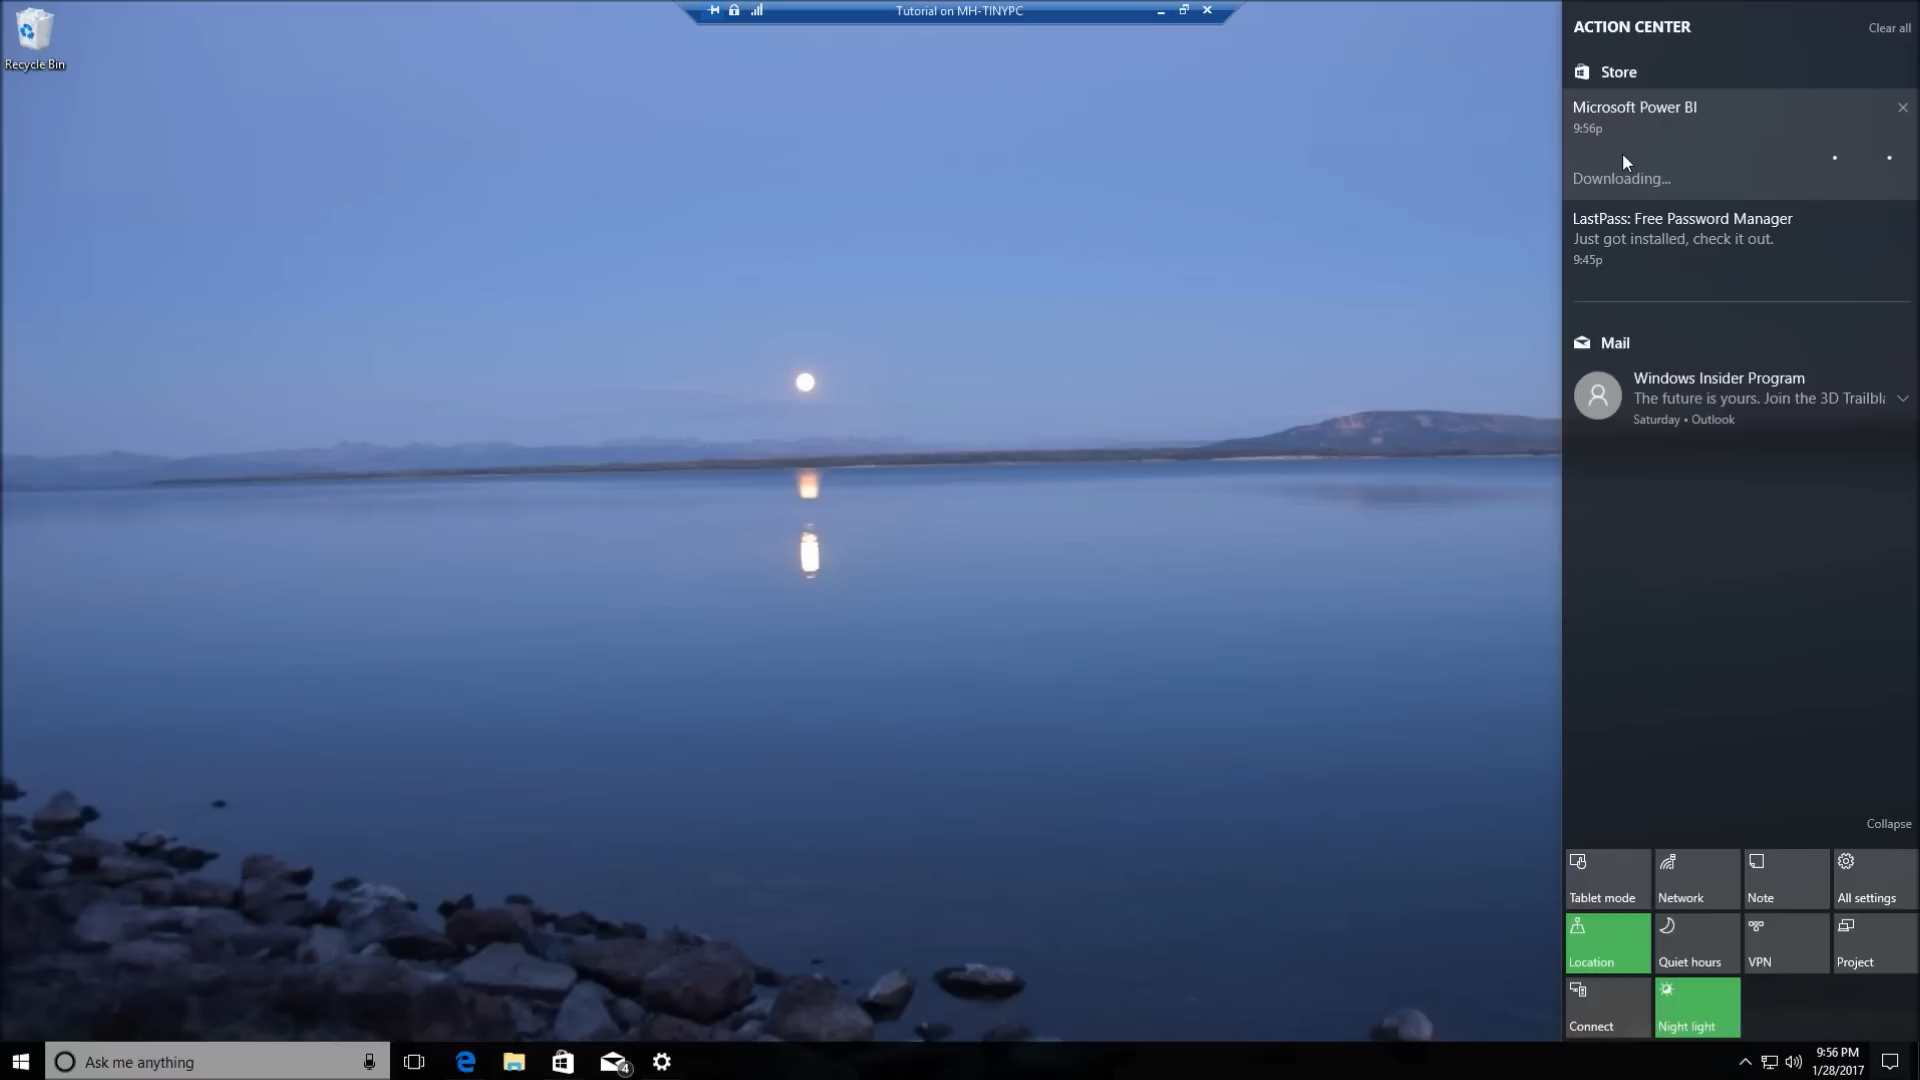 Tutorial on MH-TINYPC
Recycle Bin
ACTION CENTER
Clear all
Store
Microsoft Power BI
9:56p
Downloading...
LastPass: Free Password Manager
Just got installed, check it out.
9:45p
Mail
Windows Insider Program
The future is yours. Join the 3D Trailbl
Saturday • Outlook
Collapse
Tablet mode
Network
Note
All settings
Location
Quiet hours
VPN
Project
Connect
Night light
Ask me anything
4
9:56 PM
1/28/2017